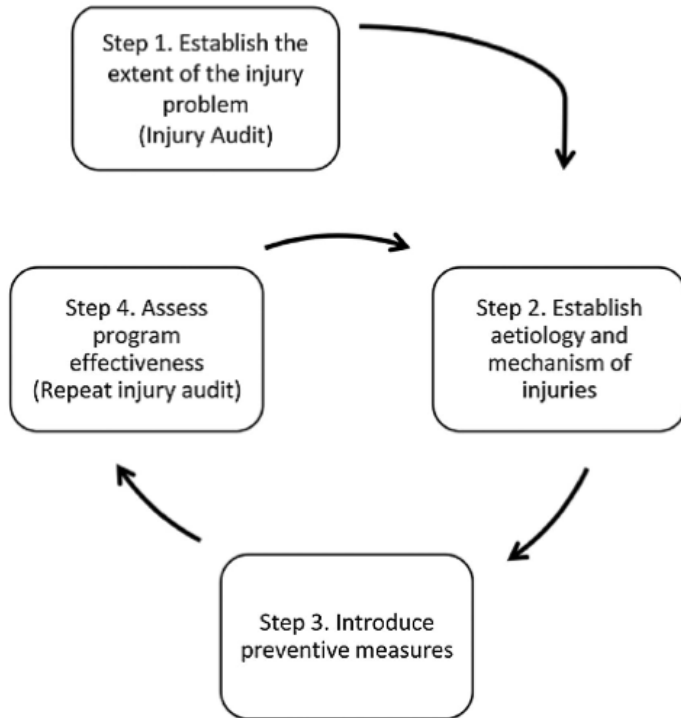 Step 1. Establish the
extent of the injury
problem
(Injury Audit)
Step 4. Assess
program
effectiveness
(Repeat injury audit)
Step 2. Establish
aetiology and
mechanism of
injuries
Step 3. Introduce
preventive measures